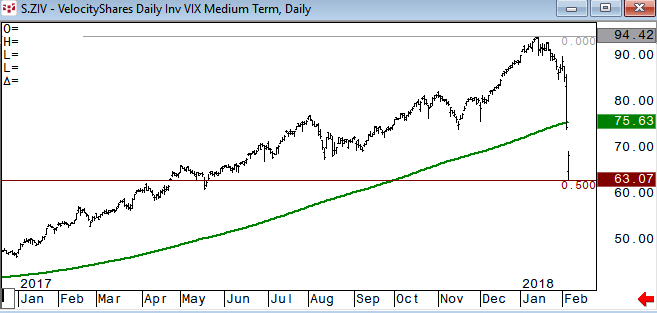 S.ZIV - VelocityShares Daily Inv VIX Medium Term, Daily
O=
H=
L=
L=
Δ=
0.000
94.42
90.00
80.00
75.63
70.00
63.07
0.500
60.00
50.00
2017 2018
Jan Feb Mar Apr May Jun Jul Aug Sep Oct Nov Dec Jan Feb